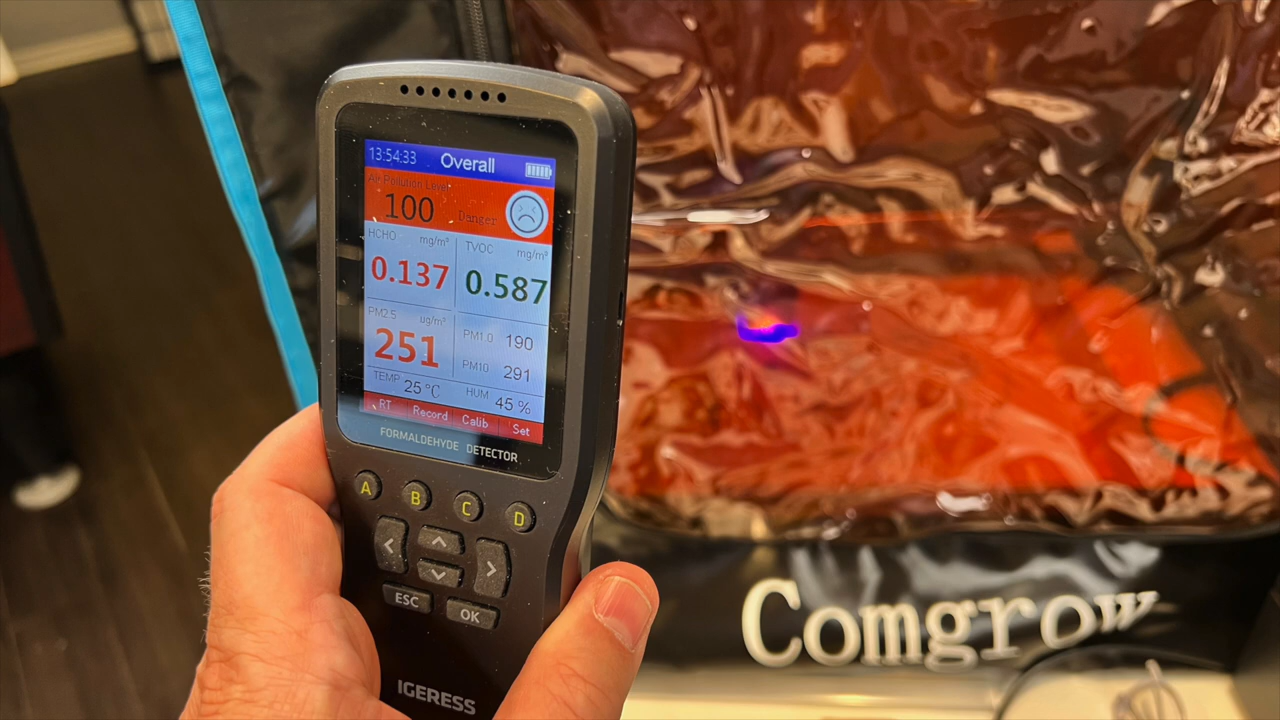 13:54:33 Overall
Air Pollution Level
100 Danger
HCHO mg/m³ TVOC mg/m³
0.137 0.587
PM2.5 ug/m³ PM1.0 190
251 PM10 291
TEMP 25 °C HUM 45 %
RT Record Calib Set
FORMALDEHYDE DETECTOR
A B C D
ESC OK
IGERESS
Comgrow